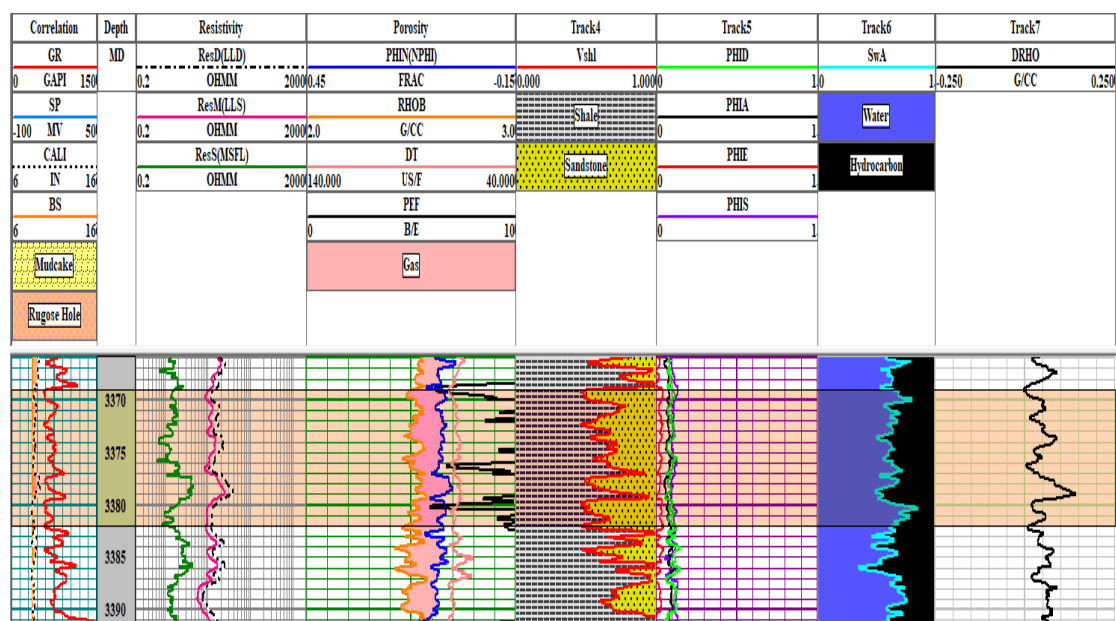 Correlation Depth Resistivity Porosity Track4 Track5 Track6 Track7
GR MD ResD(LLD) PHIN(NPHI) Vshl PHID SwA DRHO
0 GAPI 150 0.2 OHMM 2000 0.45 FRAC -0.15 0.000 1.000 0 1. 0 1. -0.250 G/CC 0.250
SP ResM(LLS) RHOB Shale PHIA Water
-100 MV 50 0.2 OHMM 2000 2.0 G/CC 3.0 0 1.
CALI ResS(MSFL) DT Sandstone PHIE Hydrocarbon
6 IN 16 0.2 OHMM 2000 140.000 US/F 40.000 0 1.
BS PEF PHIS
6 16 0 B/E 10 0 1.
Mudcake Gas
Rugose Hole
3370
3375
3380
3385
3390